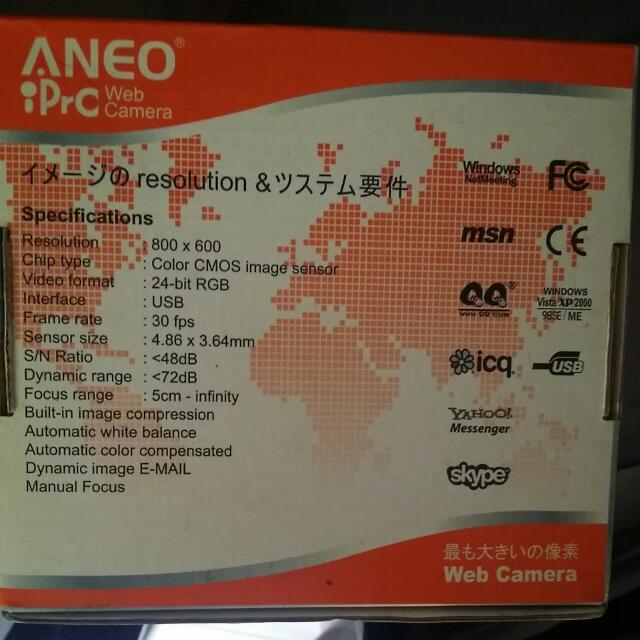 ANEO®
iPrC Web Camera
イメージの resolution & ツステム要件
Specifications
Resolution : 800 x 600
Chip type : Color CMOS image sensor
Video format : 24-bit RGB
Interface : USB
Frame rate : 30 fps
Sensor size : 4.86 x 3.64mm
S/N Ratio : <48dB
Dynamic range : <72dB
Focus range : 5cm - infinity
Built-in image compression
Automatic white balance
Automatic color compensated
Dynamic image E-MAIL
Manual Focus
Windows
NetMeeting
FC
msn
CE
QQ®
www.QQ.com
WINDOWS
Vista/XP/2000
98SE/ME
icq
USB
YAHOO!
Messenger
skype
最も大きいの像素
Web Camera